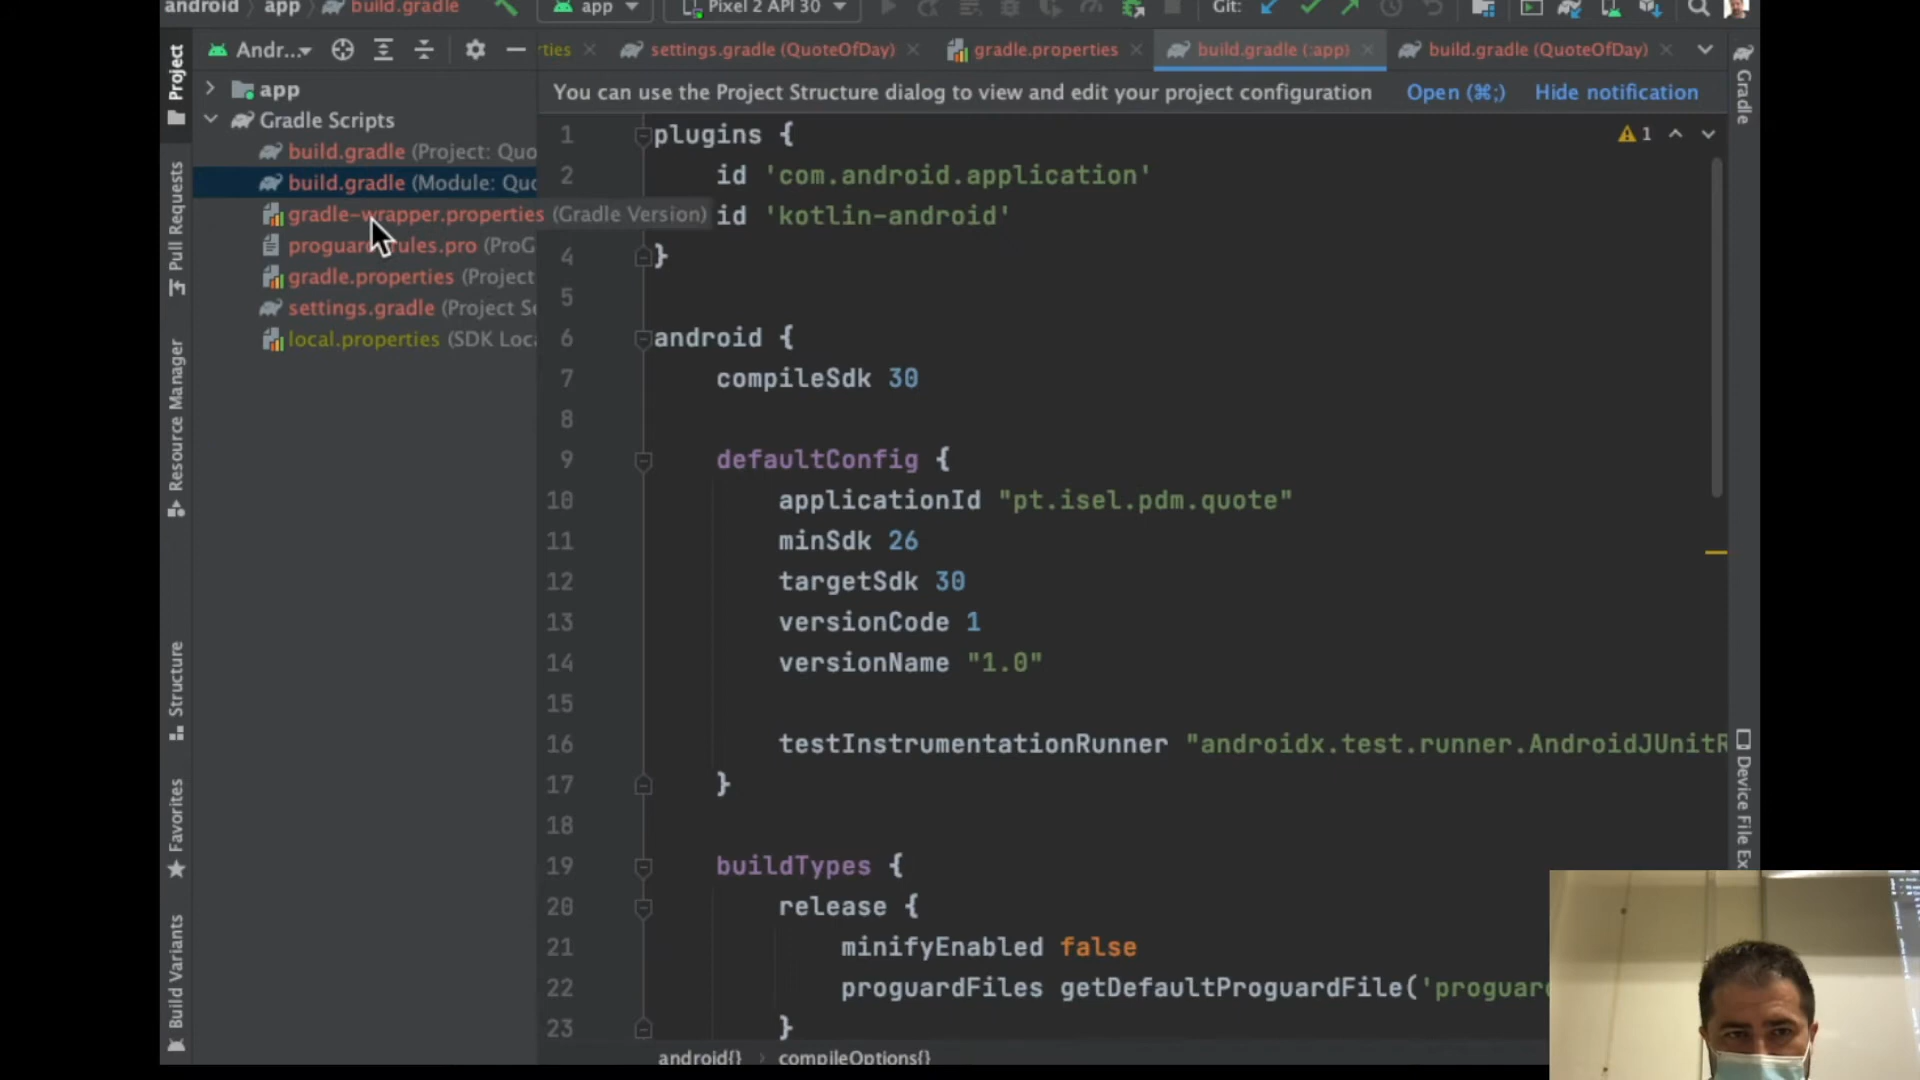 android app build.gradle app Pixel 2 API 30 Git:
Andr...
ties settings.gradle (QuoteOfDay) gradle.properties build.gradle (:app) build.gradle (QuoteOfDay)
You can use the Project Structure dialog to view and edit your project configuration Open (⌘;) Hide notification
Project
Pull Requests
Resource Manager
Structure
Favorites
Build Variants
app
Gradle Scripts
build.gradle (Project: Quo
build.gradle (Module: Quo
gradle-wrapper.properties (Gradle Version)
proguard-rules.pro (ProG
gradle.properties (Project
settings.gradle (Project Se
local.properties (SDK Loca
1 plugins {
2 id 'com.android.application'
id 'kotlin-android'
4 }
5
6 android {
7 compileSdk 30
8
9 defaultConfig {
10 applicationId "pt.isel.pdm.quote"
11 minSdk 26
12 targetSdk 30
13 versionCode 1
14 versionName "1.0"
15
16 testInstrumentationRunner "androidx.test.runner.AndroidJUnitR
17 }
18
19 buildTypes {
20 release {
21 minifyEnabled false
22 proguardFiles getDefaultProguardFile('proguar
23 }
android{} compileOptions{}
1
Gradle
Device File Ex